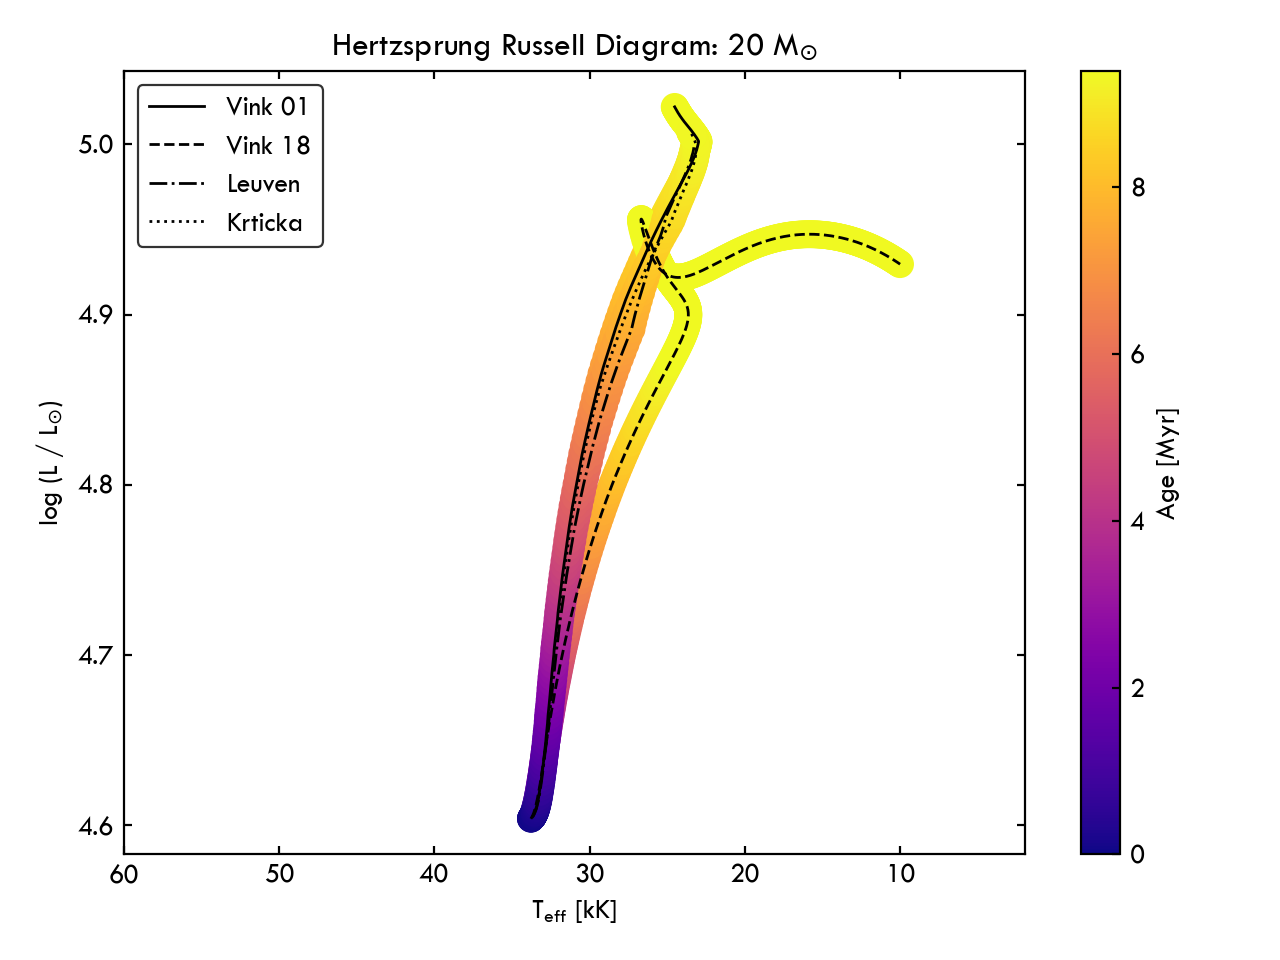 Hertzsprung Russell Diagram: 20 M☉
Vink 01
Vink 18
Leuven
Krticka
5.0
4.9
4.8
4.7
4.6
log (L / L☉)
60
50
40
30
20
10
T_eff [kK]
8
6
4
2
0
Age [Myr]